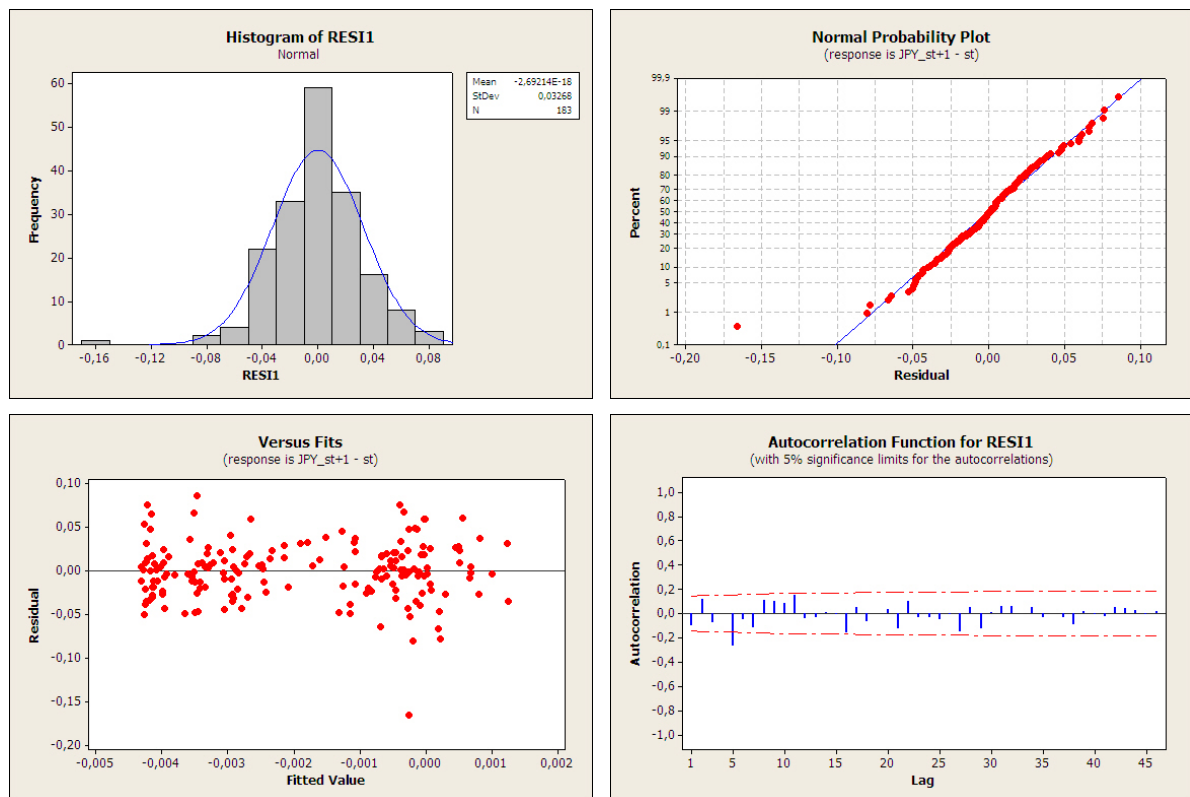 Histogram of RESI1
Normal
Mean -2,69214E-18
StDev 0,03268
N 183
Frequency
60
50
40
30
20
10
0
-0,16 -0,12 -0,08 -0,04 0,00 0,04 0,08
RESI1
Normal Probability Plot
(response is JPY_st+1 - st)
Percent
99,9
99
95
90
80
70
60
50
40
30
20
10
5
1
0,1
-0,20 -0,15 -0,10 -0,05 0,00 0,05 0,10
Residual
Versus Fits
(response is JPY_st+1 - st)
Residual
0,10
0,05
0,00
-0,05
-0,10
-0,15
-0,20
-0,005 -0,004 -0,003 -0,002 -0,001 0,000 0,001 0,002
Fitted Value
Autocorrelation Function for RESI1
(with 5% significance limits for the autocorrelations)
Autocorrelation
1,0
0,8
0,6
0,4
0,2
0,0
-0,2
-0,4
-0,6
-0,8
-1,0
1 5 10 15 20 25 30 35 40 45
Lag